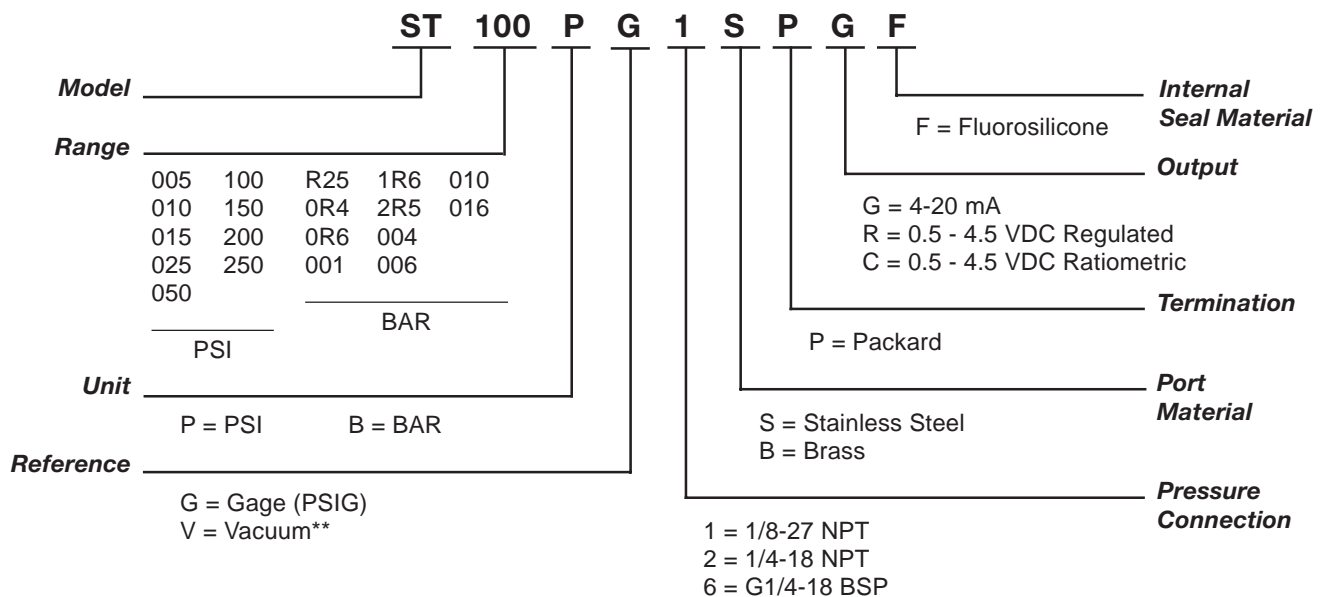 ST 100 P G 1 S P G F
Model
Range
005 100 R25 1R6 010
010 150 0R4 2R5 016
015 200 0R6 004
025 250 001 006
050
PSI
BAR
Unit
P = PSI B = BAR
Reference
G = Gage (PSIG)
V = Vacuum**
Internal
Seal Material
F = Fluorosilicone
Output
G = 4-20 mA
R = 0.5 - 4.5 VDC Regulated
C = 0.5 - 4.5 VDC Ratiometric
Termination
P = Packard
Port
Material
S = Stainless Steel
B = Brass
Pressure
Connection
1 = 1/8-27 NPT
2 = 1/4-18 NPT
6 = G1/4-18 BSP